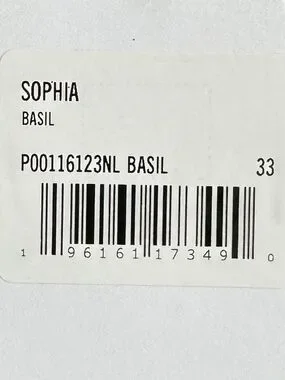 SOPHIA
BASIL
P00116123NL BASIL 33
1 96161 17349 0